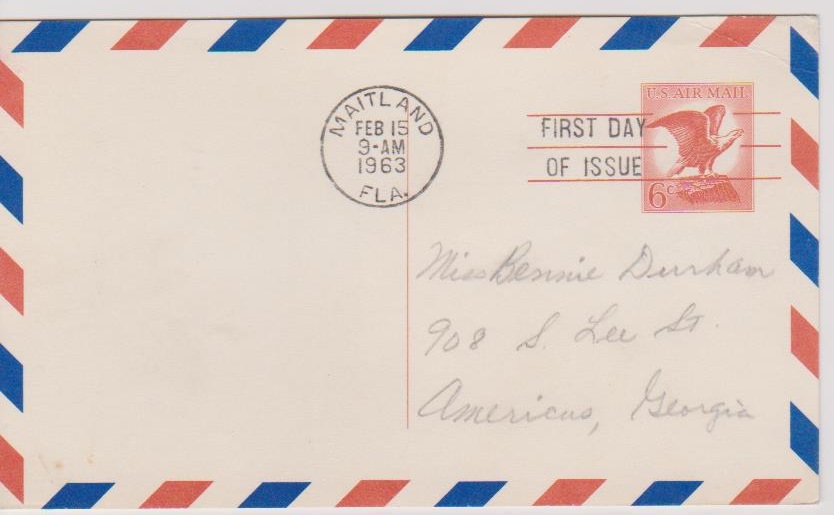 MAITLAND
FEB 15
9-AM
1963
FLA.
FIRST DAY
OF ISSUE
U.S. AIR MAIL
6c
Miss Bennie Durham
908 S. Lee St.
Americus, Georgia